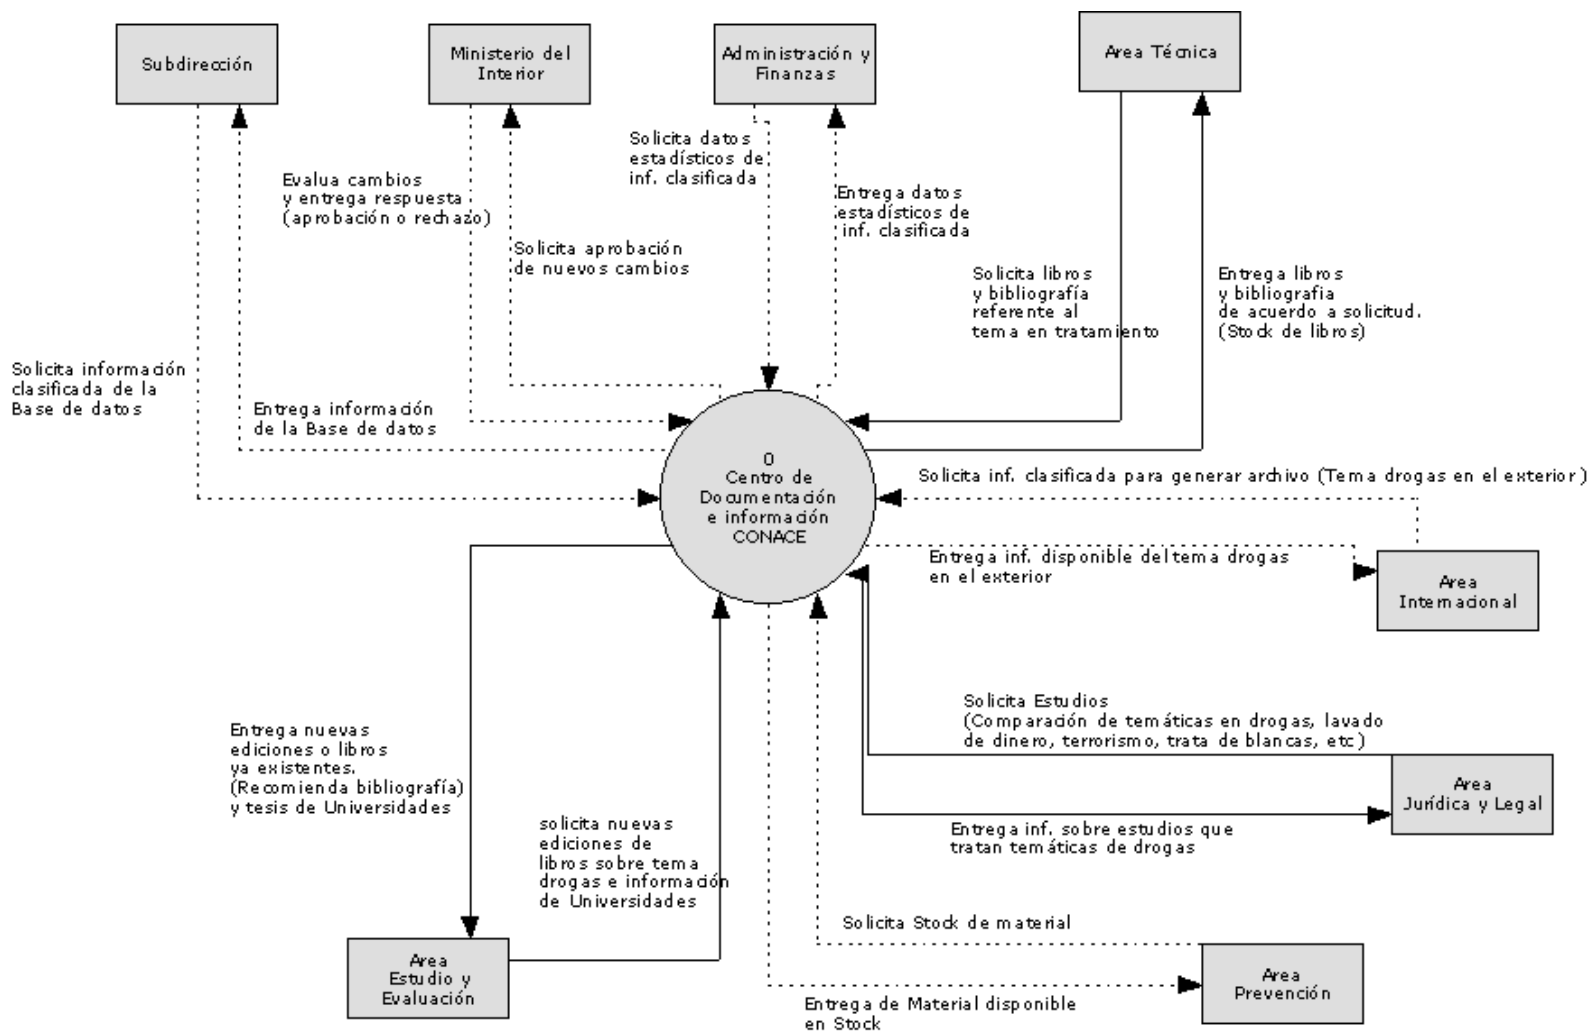 Subdirección
Ministerio del
Interior
Administración y
Finanzas
Area Técnica
Solicita datos
estadísticos de
inf. clasificada
Evalua cambios
y entrega respuesta
(aprobación o rechazo)
Entrega datos
estadísticos de
inf. clasificada
Solicita aprobación
de nuevos cambios
Solicita libros
y bibliografía
referente al
tema en tratamiento
Entrega libros
y bibliografia
de acuerdo a solicitud.
(Stock de libros)
Solicita información
clasificada de la
Base de datos
Entrega información
de la Base de datos
0
Centro de
Documentación
e información
CONACE
Solicita inf. clasificada para generar archivo (Tema drogas en el exterior)
Entrega inf. disponible del tema drogas
en el exterior
Area
Internacional
Solicita Estudios
(Comparación de temáticas en drogas, lavado
de dinero, terrorismo, trata de blancas, etc)
Area
Jurídica y Legal
Entrega inf. sobre estudios que
tratan temáticas de drogas
Entrega nuevas
ediciones o libros
ya existentes.
(Recomienda bibliografía)
y tesis de Universidades
solicita nuevas
ediciones de
libros sobre tema
drogas e información
de Universidades
Solicita Stock de material
Area
Estudio y
Evaluación
Area
Prevención
Entrega de Material disponible
en Stock